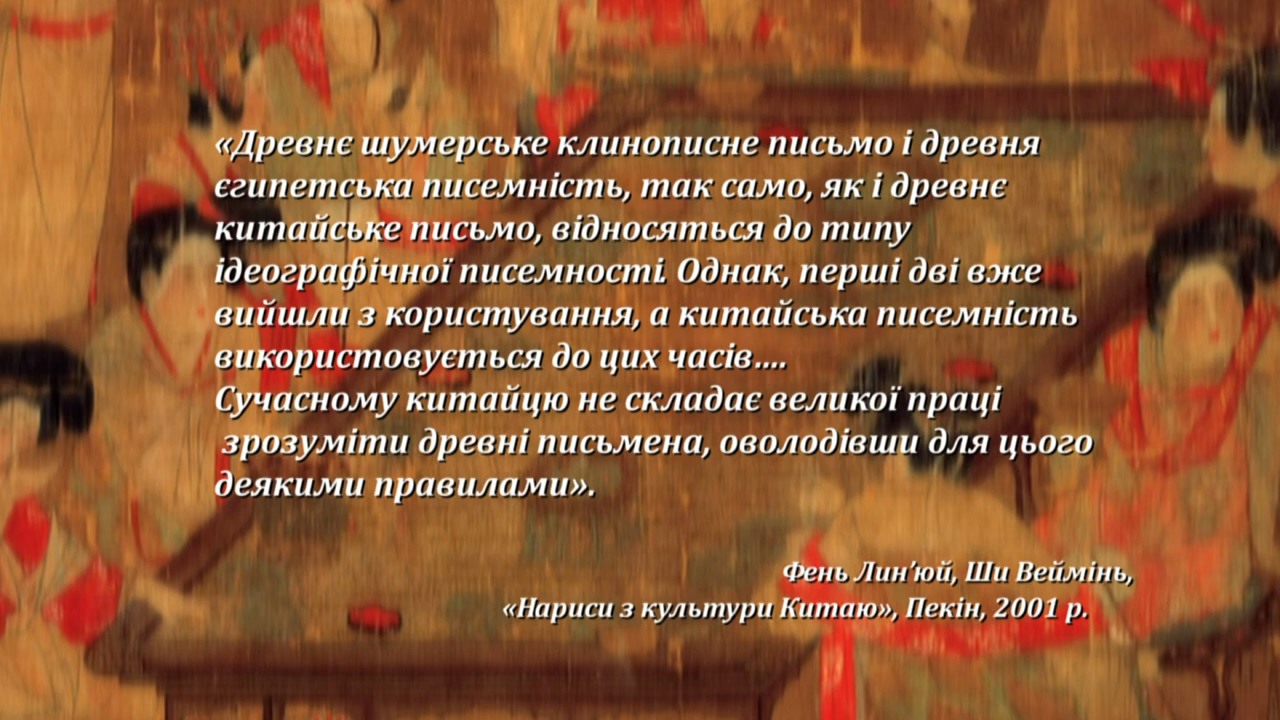 «Древнє шумерське клинописне письмо і древня
єгипетська писемність, так само, як і древнє
китайське письмо, відносяться до типу
ідеографічної писемності. Однак, перші дві вже
вийшли з користування, а китайська писемність
використовується до цих часів....
Сучасному китайцю не складає великої праці
зрозуміти древні письмена, оволодівши для цього
деякими правилами».
Фень Лин’юй, Ши Веймінь,
«Нариси з культури Китаю», Пекін, 2001 р.